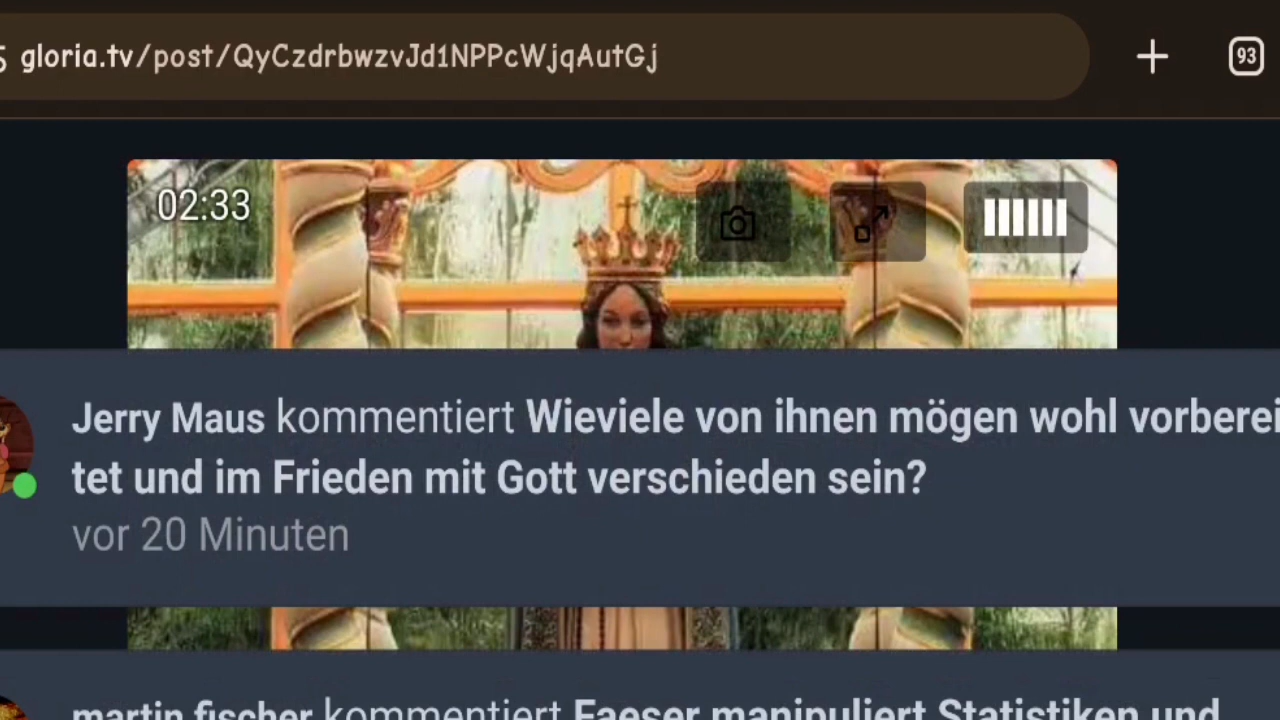 gloria.tv/post/QyCzdrbwzvJd1NPPcWjqAutGj
93
02:33
Jerry Maus kommentiert Wieviele von ihnen mögen wohl vorberei
tet und im Frieden mit Gott verschieden sein?
vor 20 Minuten
martin fischer kommentiert Faeser manipuliert Statistiken und